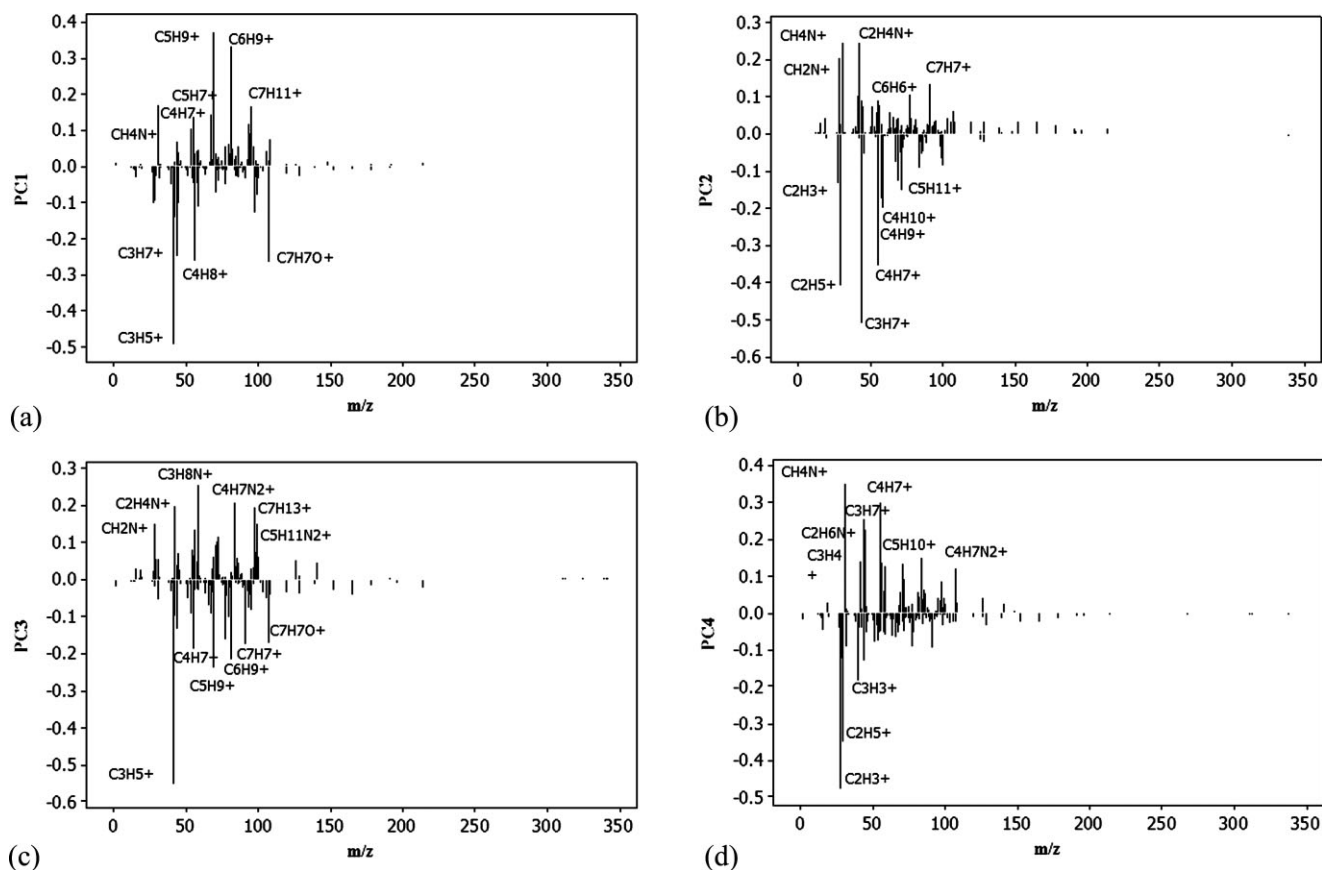 0.4
0.3
0.2
0.1
0.0
-0.1
-0.2
-0.3
-0.4
-0.5
PC1
C5H9+
C6H9+
C5H7+
C7H11+
C4H7+
CH4N+
C3H7+
C4H8+
C7H7O+
C3H5+
0 50 100 150 200 250 300 350
m/z
(a)
0.3
0.2
0.1
0.0
-0.1
-0.2
-0.3
-0.4
-0.5
-0.6
PC2
CH4N+ C2H4N+
CH2N+
C7H7+
C6H6+
C2H3+
C5H11+
C4H10+
C4H9+
C4H7+
C2H5+
C3H7+
0 50 100 150 200 250 300 350
m/z
(b)
0.3
0.2
0.1
0.0
-0.1
-0.2
-0.3
-0.4
-0.5
-0.6
PC3
C3H8N+
C2H4N+
C4H7N2+
C7H13+
CH2N+
C5H11N2+
C7H7O+
C4H7+
C7H7+
C6H9+
C5H9+
C3H5+
0 50 100 150 200 250 300 350
m/z
(c)
0.4
0.3
0.2
0.1
0.0
-0.1
-0.2
-0.3
-0.4
-0.5
PC4
CH4N+
C4H7+
C3H7+
C2H6N+
C5H10+
C3H4
+
C4H7N2+
C3H3+
C2H5+
C2H3+
0 50 100 150 200 250 300 350
m/z
(d)